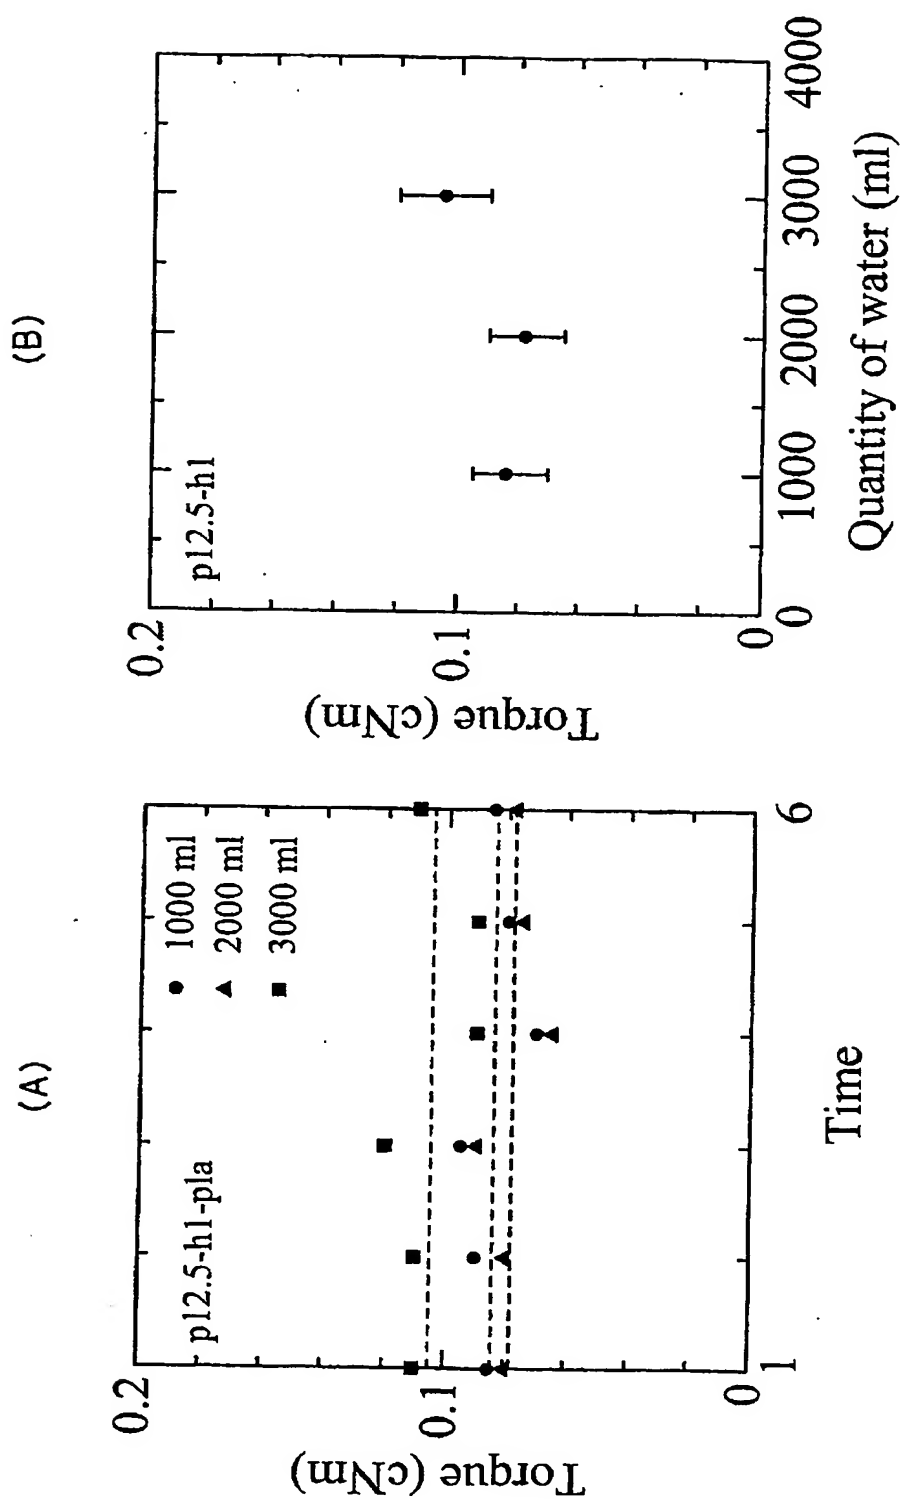 (A)
Torque (cNm)
0.2
0.1
0
p12.5-h1-pla
1000 ml
2000 ml
3000 ml
1
6
Time
(B)
Torque (cNm)
0.2
0.1
0
p12.5-h1
0
1000
2000
3000
4000
Quantity of water (ml)